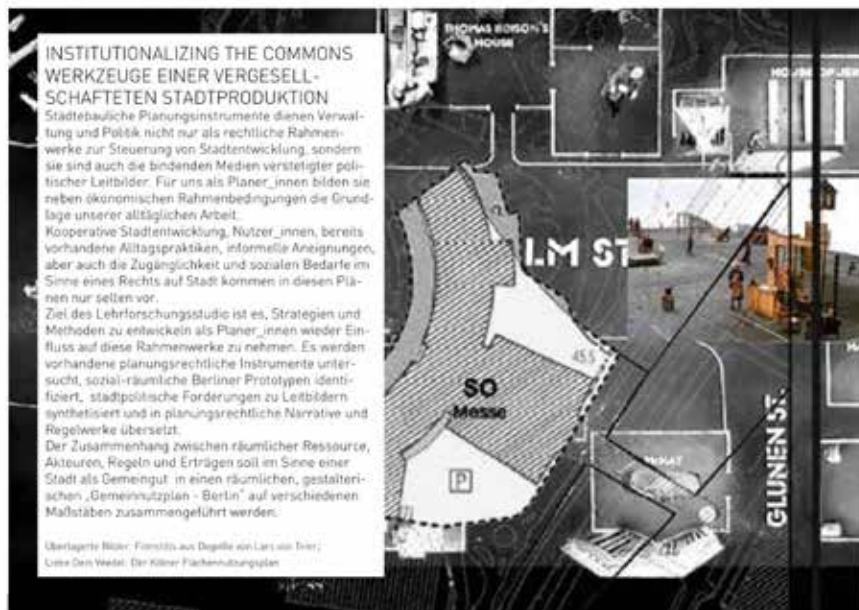 INSTITUTIONALIZING THE COMMONS
WERKZEUGE EINER VERGESELL-
SCHAFTETEN STADTPRODUKTION
Städtebauliche Planungsinstrumente dienen Verwal-
tung und Politik nicht nur als rechtliche Rahmen-
werke zur Steuerung von Stadtentwicklung, sondern
sie sind auch die bindenden Medien verstetigter poli-
tischer Leitbilder. Für uns als Planer_innen bilden sie
neben ökonomischen Rahmenbedingungen die Grund-
lage unserer alltäglichen Arbeit.
Kooperative Stadtentwicklung, Nutzer_innen, bereits
vorhandene Alltagspraktiken, informelle Aneignungen,
aber auch die Zugänglichkeit und sozialen Bedarfe im
Sinne eines Rechts auf Stadt kommen in diesen Plä-
nen nur selten vor.
Ziel des Lehrforschungsstudio ist es, Strategien und
Methoden zu entwickeln als Planer_innen wieder Ein-
fluss auf diese Rahmenwerke zu nehmen. Es werden
vorhandene planungsrechtliche Instrumente unter-
sucht, sozial-räumliche Berliner Prototypen identi-
fiziert, stadtpolitische Forderungen zu Leitbildern
synthetisiert und in planungsrechtliche Narrative und
Regelwerke übersetzt.
Der Zusammenhang zwischen räumlicher Ressource,
Akteuren, Regeln und Erträgen soll im Sinne einer
Stadt als Gemeingut in einen räumlichen, gestalteri-
schen „Gemeinnutzplan - Berlin" auf verschiedenen
Maßstäben zusammengeführt werden.
Überlagerte Bilder: Filmstills aus Dogville von Lars von Trier;
Der Kölner Flächennutzungsplan
THOMAS EDISON'S
HOUSE
HOUSE OF
LM ST
45.5
SO
Messe
P
GLUNEN ST.